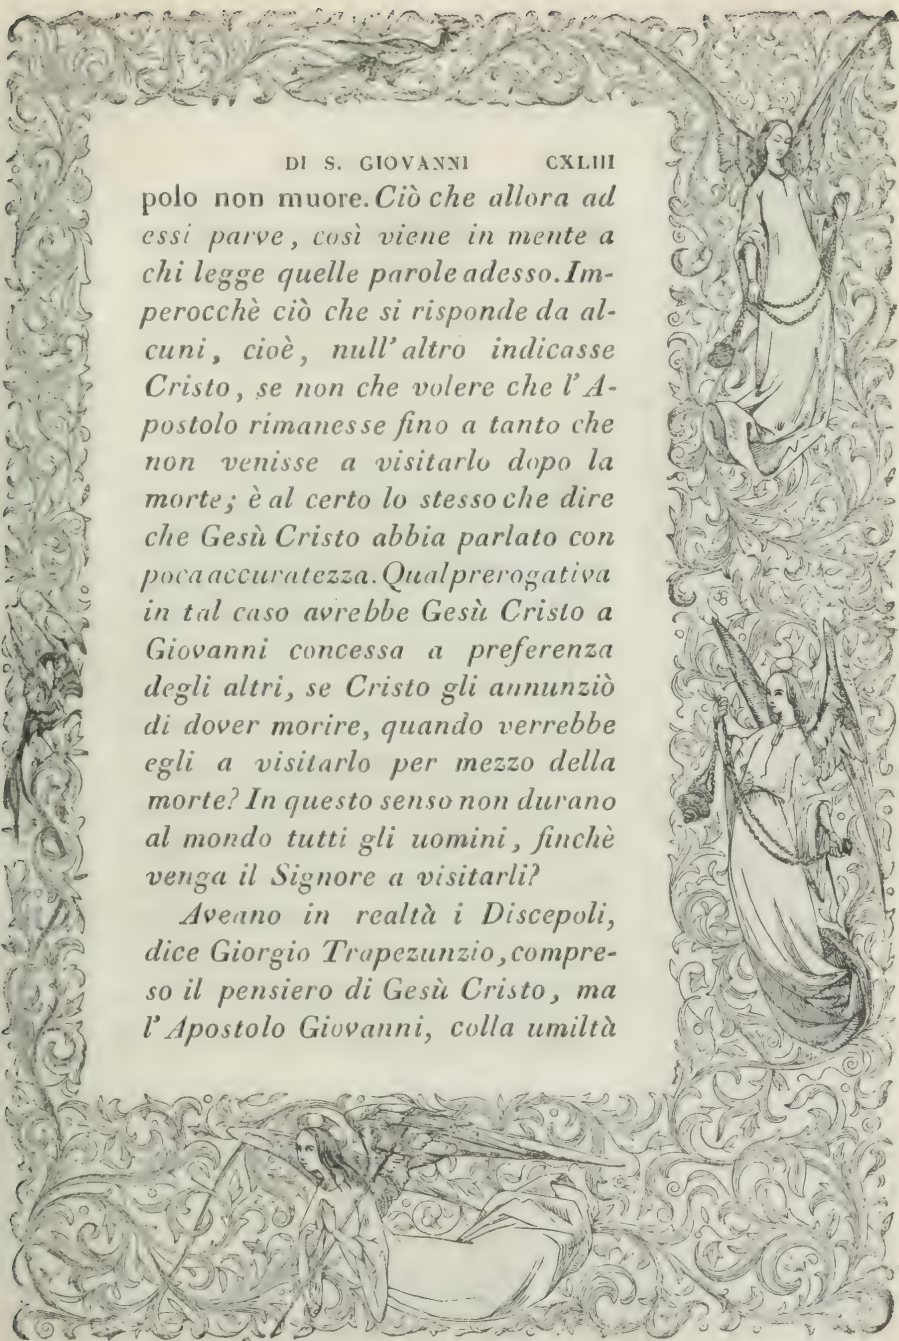 DI S. GIOVANNI CXLIII
polo non muore. Ciò che allora ad
essi parve, così viene in mente a
chi legge quelle parole adesso. Im-
perocchè ciò che si risponde da al-
cuni, cioè, null' altro indicasse
Cristo, se non che volere che l' A-
postolo rimanesse fino a tanto che
non venisse a visitarlo dopo la
morte; è al certo lo stesso che dire
che Gesù Cristo abbia parlato con
poca accuratezza. Qual prerogativa
in tal caso avrebbe Gesù Cristo a
Giovanni concessa a preferenza
degli altri, se Cristo gli annunziò
di dover morire, quando verrebbe
egli a visitarlo per mezzo della
morte? In questo senso non durano
al mondo tutti gli uomini, finchè
venga il Signore a visitarli?
Aveano in realtà i Discepoli,
dice Giorgio Trapezunzio, compre-
so il pensiero di Gesù Cristo, ma
l' Apostolo Giovanni, colla umiltà